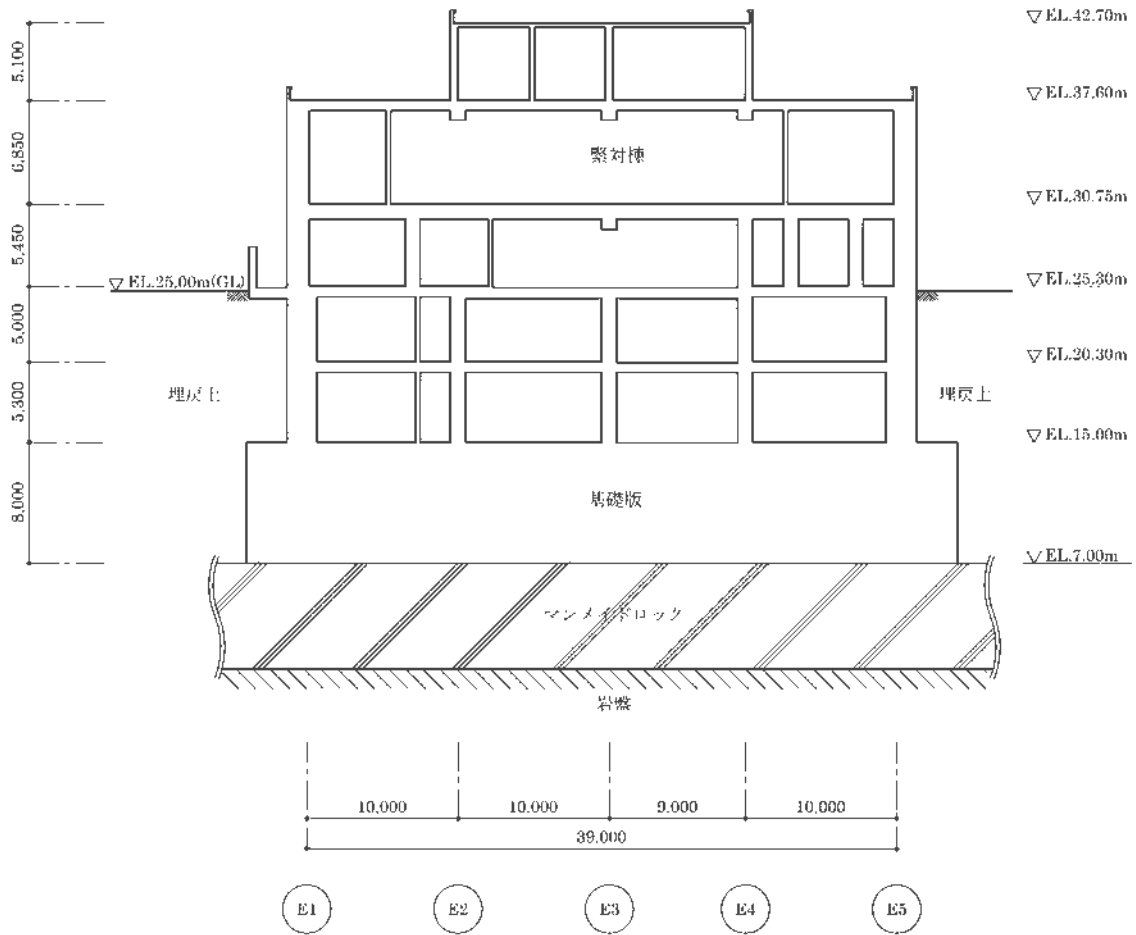 ▽EL.42.70m
5.100
▽EL.37.60m
6.850
緊対棟
▽EL.30.75m
5.450
▽EL.25.00m(GL)
▽EL.25.30m
5.000
▽EL.20.30m
埋戻土
埋戻土
5.300
▽EL.15.00m
8.000
基礎版
▽EL.7.00m
マンメイドロック
岩盤
10,000 10,000 9,000 10,000
39,000
E1 E2 E3 E4 E5